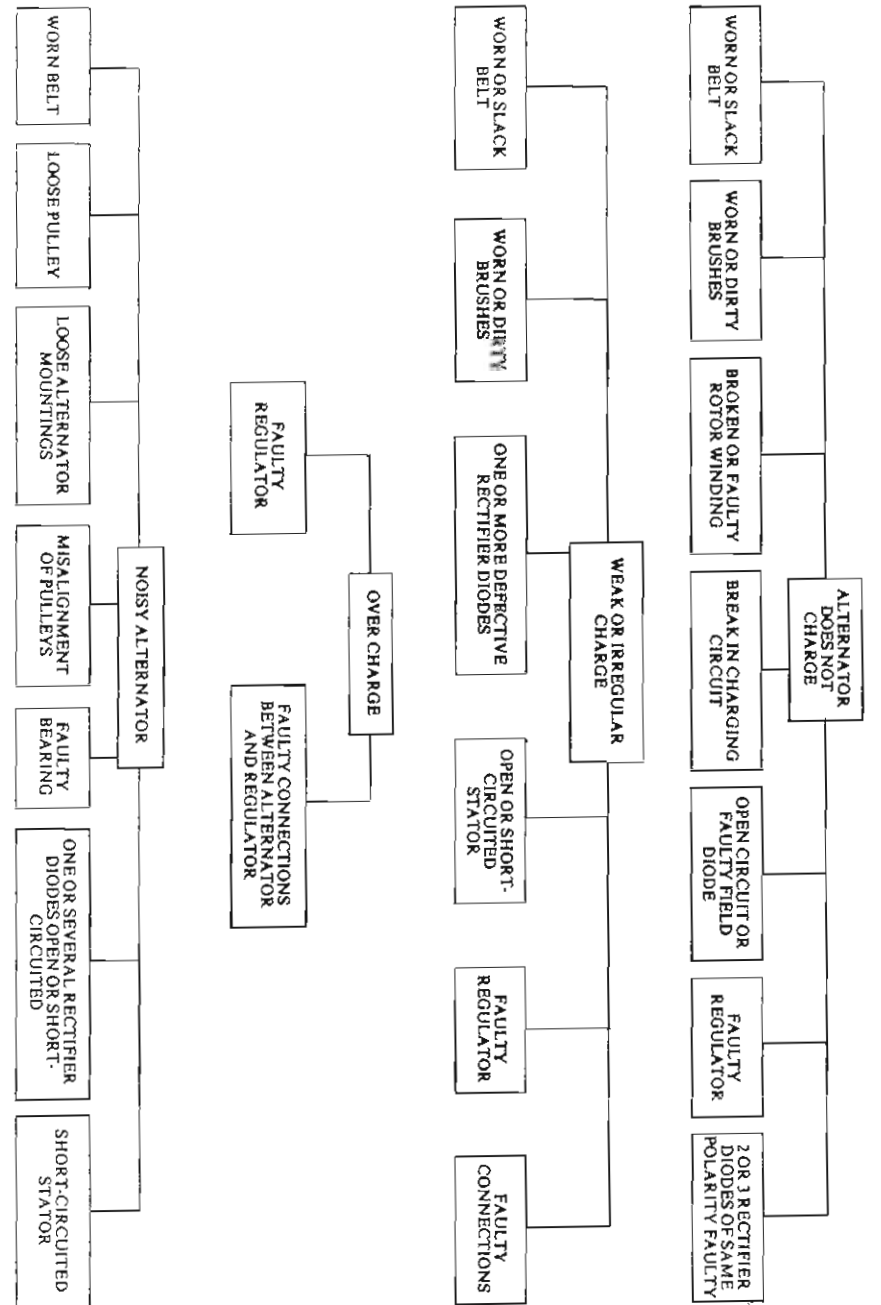 ALTERNATOR
DOES NOT
CHARGE
WORN OR SLACK
BELT
WORN OR DIRTY
BRUSHES
BROKEN OR FAULTY
ROTOR WINDING
BREAK IN CHARGING
CIRCUIT
OPEN CIRCUIT OR
FAULTY FIELD
DIODE
FAULTY
REGULATOR
2 OR 3 RECTIFIER
DIODES OF SAME
POLARITY FAULTY
WEAK OR IRREGULAR
CHARGE
WORN OR SLACK
BELT
WORN OR DIRTY
BRUSHES
ONE OR MORE DEFECTIVE
RECTIFIER DIODES
OPEN OR SHORT-
CIRCUITED
STATOR
FAULTY
REGULATOR
FAULTY
CONNECTIONS
OVER CHARGE
FAULTY
REGULATOR
FAULTY CONNECTIONS
BETWEEN ALTERNATOR
AND REGULATOR
NOISY ALTERNATOR
WORN BELT
LOOSE PULLEY
LOOSE ALTERNATOR
MOUNTINGS
MISALIGNMENT
OF PULLEYS
FAULTY
BEARING
ONE OR SEVERAL RECTIFIER
DIODES OPEN OR SHORT-
CIRCUITED
SHORT-CIRCUITED
STATOR